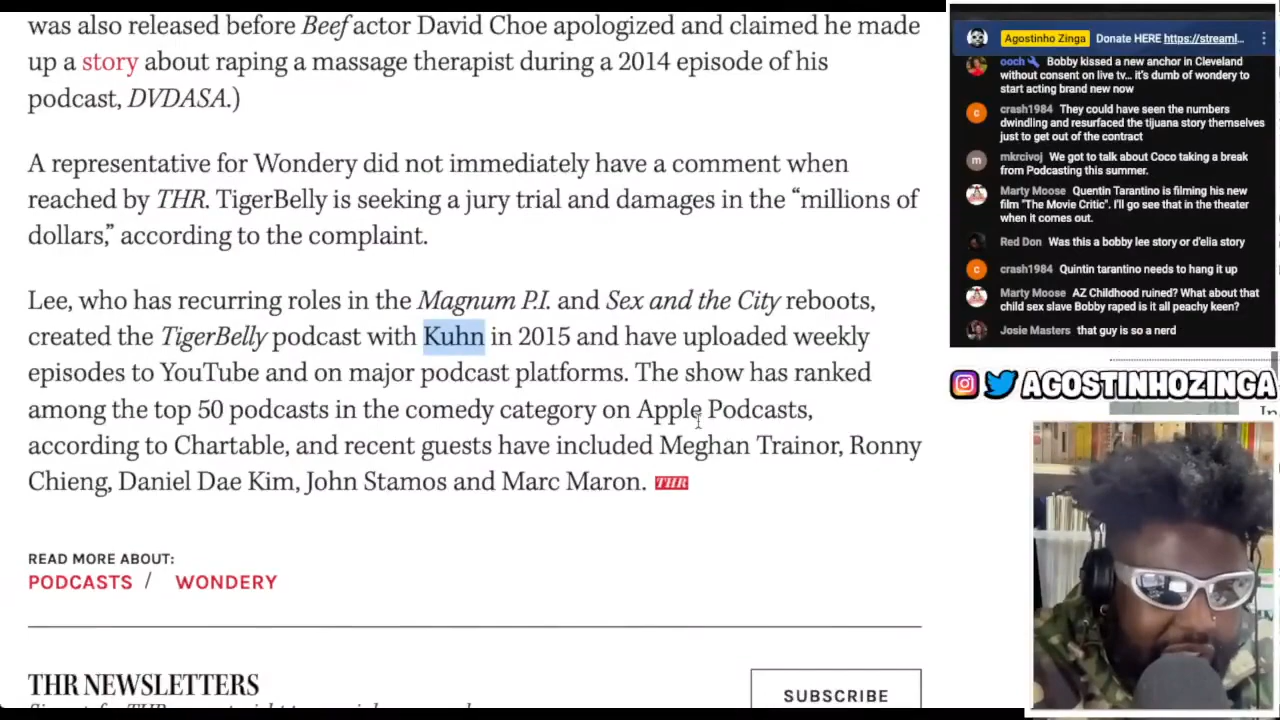 was also released before Beef actor David Choe apologized and claimed he made
up a story about raping a massage therapist during a 2014 episode of his
podcast, DVDASA.)
A representative for Wondery did not immediately have a comment when
reached by THR. TigerBelly is seeking a jury trial and damages in the “millions of
dollars,” according to the complaint.
Lee, who has recurring roles in the Magnum P.I. and Sex and the City reboots,
created the TigerBelly podcast with Kuhn in 2015 and have uploaded weekly
episodes to YouTube and on major podcast platforms. The show has ranked
among the top 50 podcasts in the comedy category on Apple Podcasts,
according to Chartable, and recent guests have included Meghan Trainor, Ronny
Chieng, Daniel Dae Kim, John Stamos and Marc Maron. THR
READ MORE ABOUT:
PODCASTS / WONDERY
THR NEWSLETTERS
SUBSCRIBE
Agostinho Zinga Donate HERE https://streaml...
ooch Bobby kissed a new anchor in Cleveland
without consent on live tv... it's dumb of wondery to
start acting brand new now
crash1984 They could have seen the numbers
dwindling and resurfaced the tijuana story themselves
just to get out of the contract
mkrcivoj We got to talk about Coco taking a break
from Podcasting this summer.
Marty Moose Quentin Tarantino is filming his new
film "The Movie Critic". I'll go see that in the theater
when it comes out.
Red Don Was this a bobby lee story or d'elia story
crash1984 Quintin tarantino needs to hang it up
Marty Moose AZ Childhood ruined? What about that
child sex slave Bobby raped is it all peachy keen?
Josie Masters that guy is so a nerd
AGOSTINHOZINGA